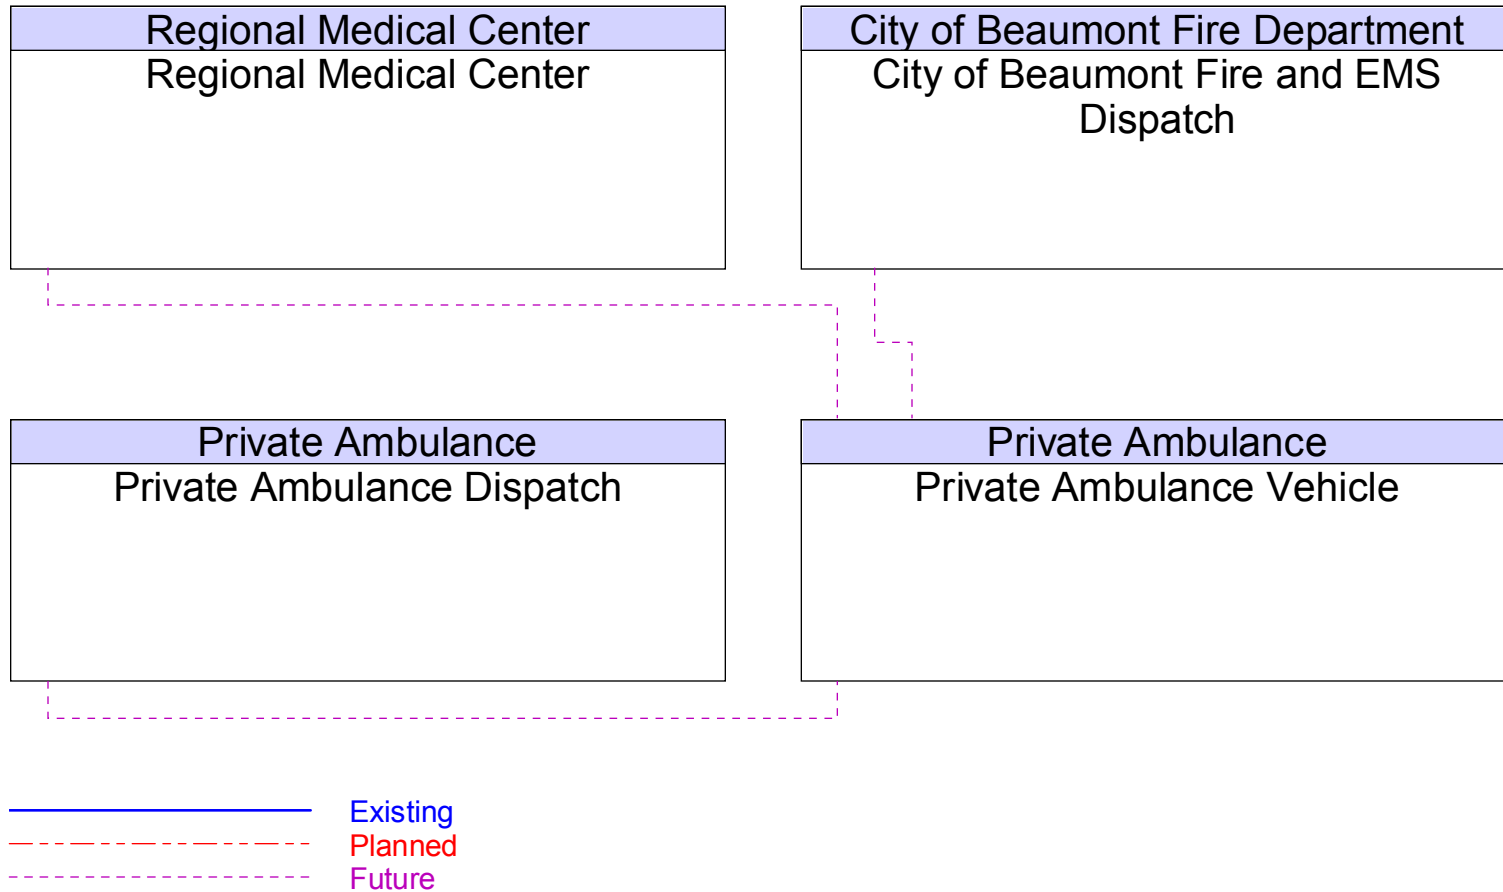 Regional Medical Center
Regional Medical Center
City of Beaumont Fire Department
City of Beaumont Fire and EMS
Dispatch
Private Ambulance
Private Ambulance Dispatch
Private Ambulance
Private Ambulance Vehicle
Existing
Planned
Future